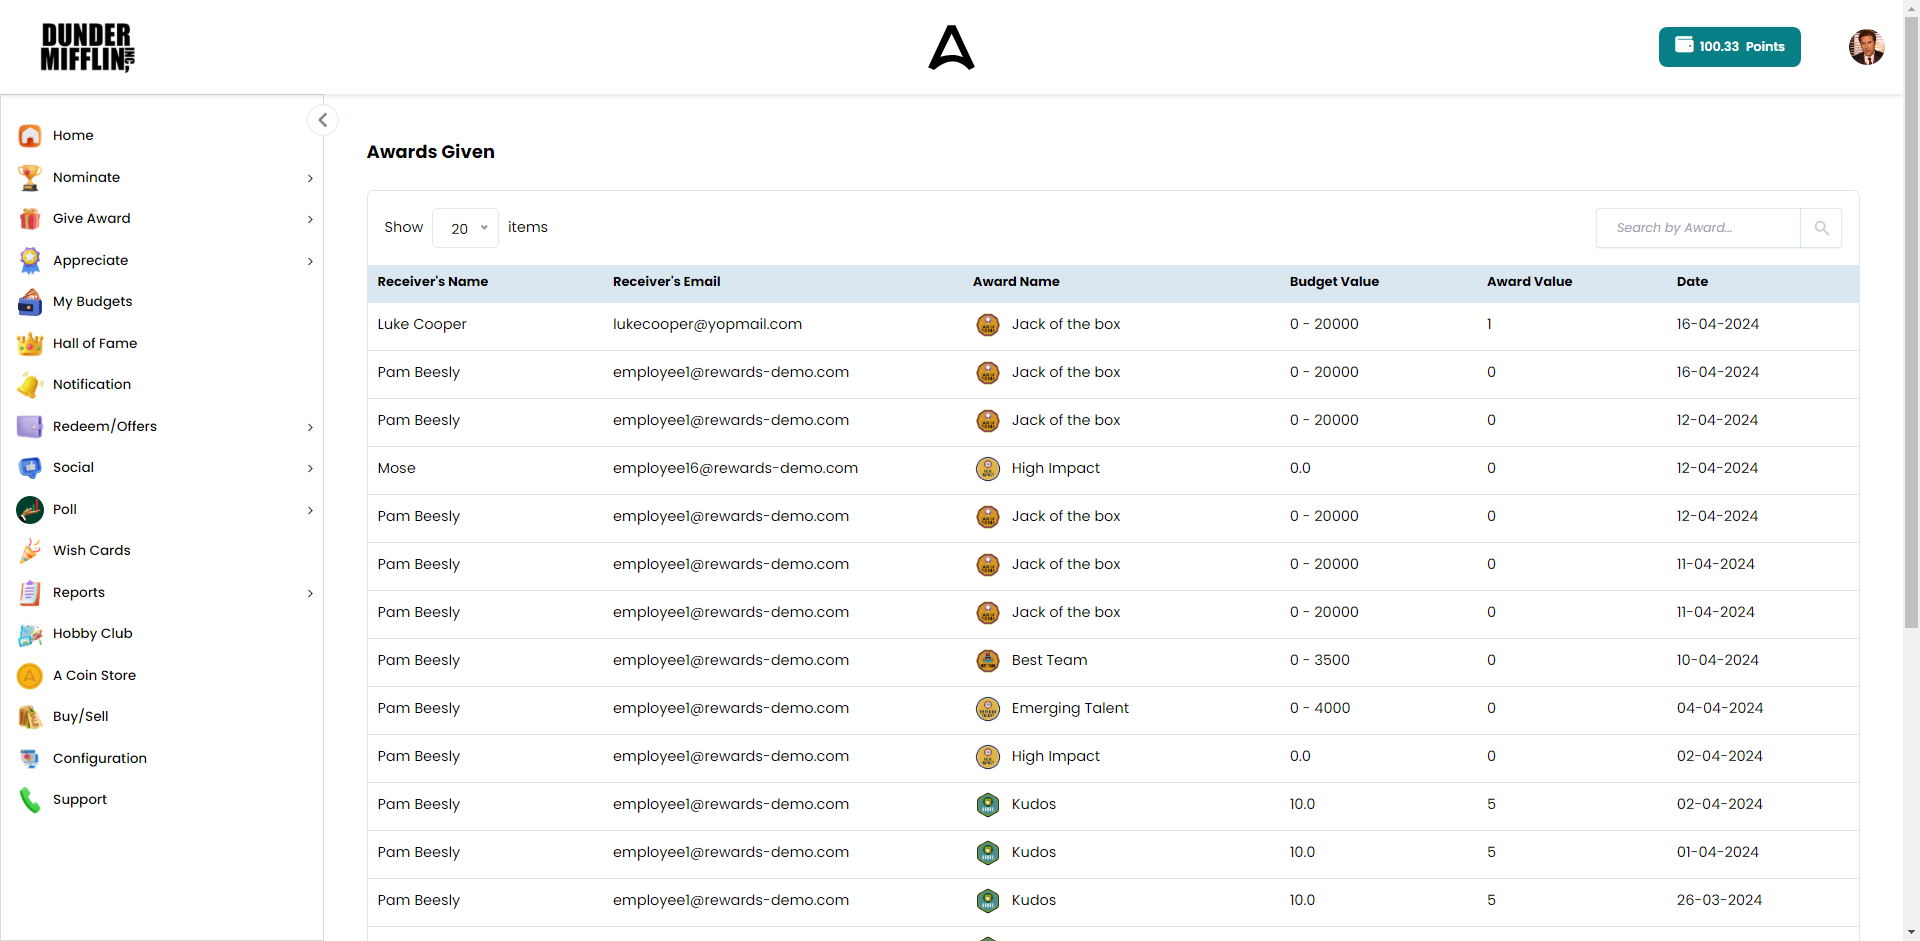 DUNDER
MIFFLIN INC,
100.33 Points
Home
Nominate
Give Award
Appreciate
My Budgets
Hall of Fame
Notification
Redeem/Offers
Social
Poll
Wish Cards
Reports
Hobby Club
A Coin Store
Buy/Sell
Configuration
Support
Awards Given
Show 20 items
Search by Award...
Receiver's Name Receiver's Email Award Name Budget Value Award Value Date
Luke Cooper lukecooper@yopmail.com Jack of the box 0 - 20000 1 16-04-2024
Pam Beesly employee1@rewards-demo.com Jack of the box 0 - 20000 0 16-04-2024
Pam Beesly employee1@rewards-demo.com Jack of the box 0 - 20000 0 12-04-2024
Mose employee16@rewards-demo.com High Impact 0.0 0 12-04-2024
Pam Beesly employee1@rewards-demo.com Jack of the box 0 - 20000 0 12-04-2024
Pam Beesly employee1@rewards-demo.com Jack of the box 0 - 20000 0 11-04-2024
Pam Beesly employee1@rewards-demo.com Jack of the box 0 - 20000 0 11-04-2024
Pam Beesly employee1@rewards-demo.com Best Team 0 - 3500 0 10-04-2024
Pam Beesly employee1@rewards-demo.com Emerging Talent 0 - 4000 0 04-04-2024
Pam Beesly employee1@rewards-demo.com High Impact 0.0 0 02-04-2024
Pam Beesly employee1@rewards-demo.com Kudos 10.0 5 02-04-2024
Pam Beesly employee1@rewards-demo.com Kudos 10.0 5 01-04-2024
Pam Beesly employee1@rewards-demo.com Kudos 10.0 5 26-03-2024